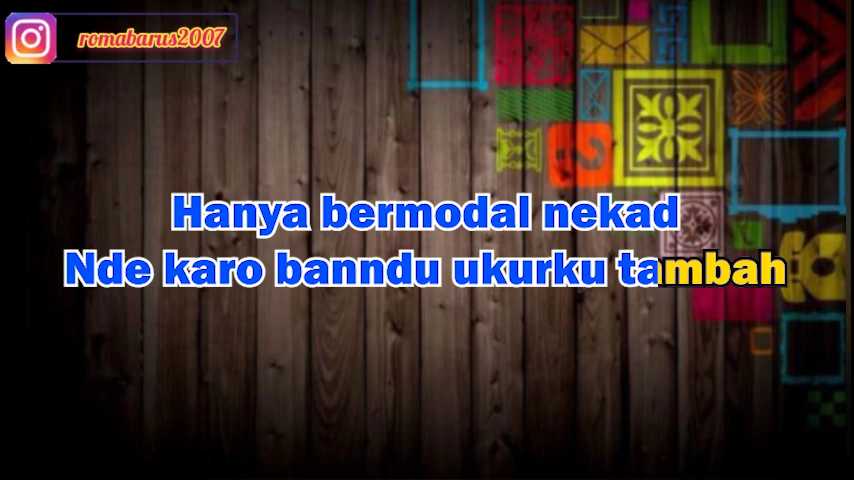 romabarus2007
Hanya bermodal nekad
Nde karo banndu ukurku tambah